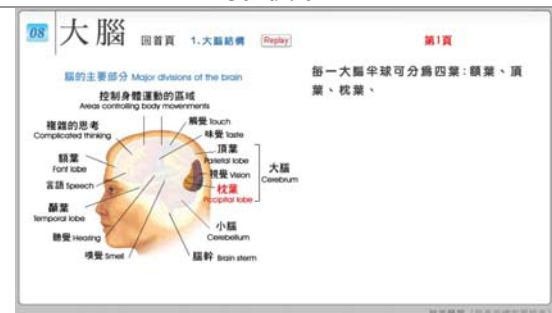 08 大腦 回首頁 1.大腦結構 Replay 第1頁
腦的主要部分 Major divisions of the brain
控制身體運動的區域
Areas controlling body movenments
複雜的思考
Complicated thinking
額葉
Font lobe
言語 Speech
顳葉
Temporal lobe
聽覺 Hearing
嗅覺 Smell
觸覺 Touch
味覺 Taste
頂葉
Parietal lobe
視覺 Vision
枕葉
Occipital lobe
大腦
Cerebrum
小腦
Cerebellum
腦幹 Brain sterm
每一大腦半球可分為四葉:額葉、頂
葉、枕葉、